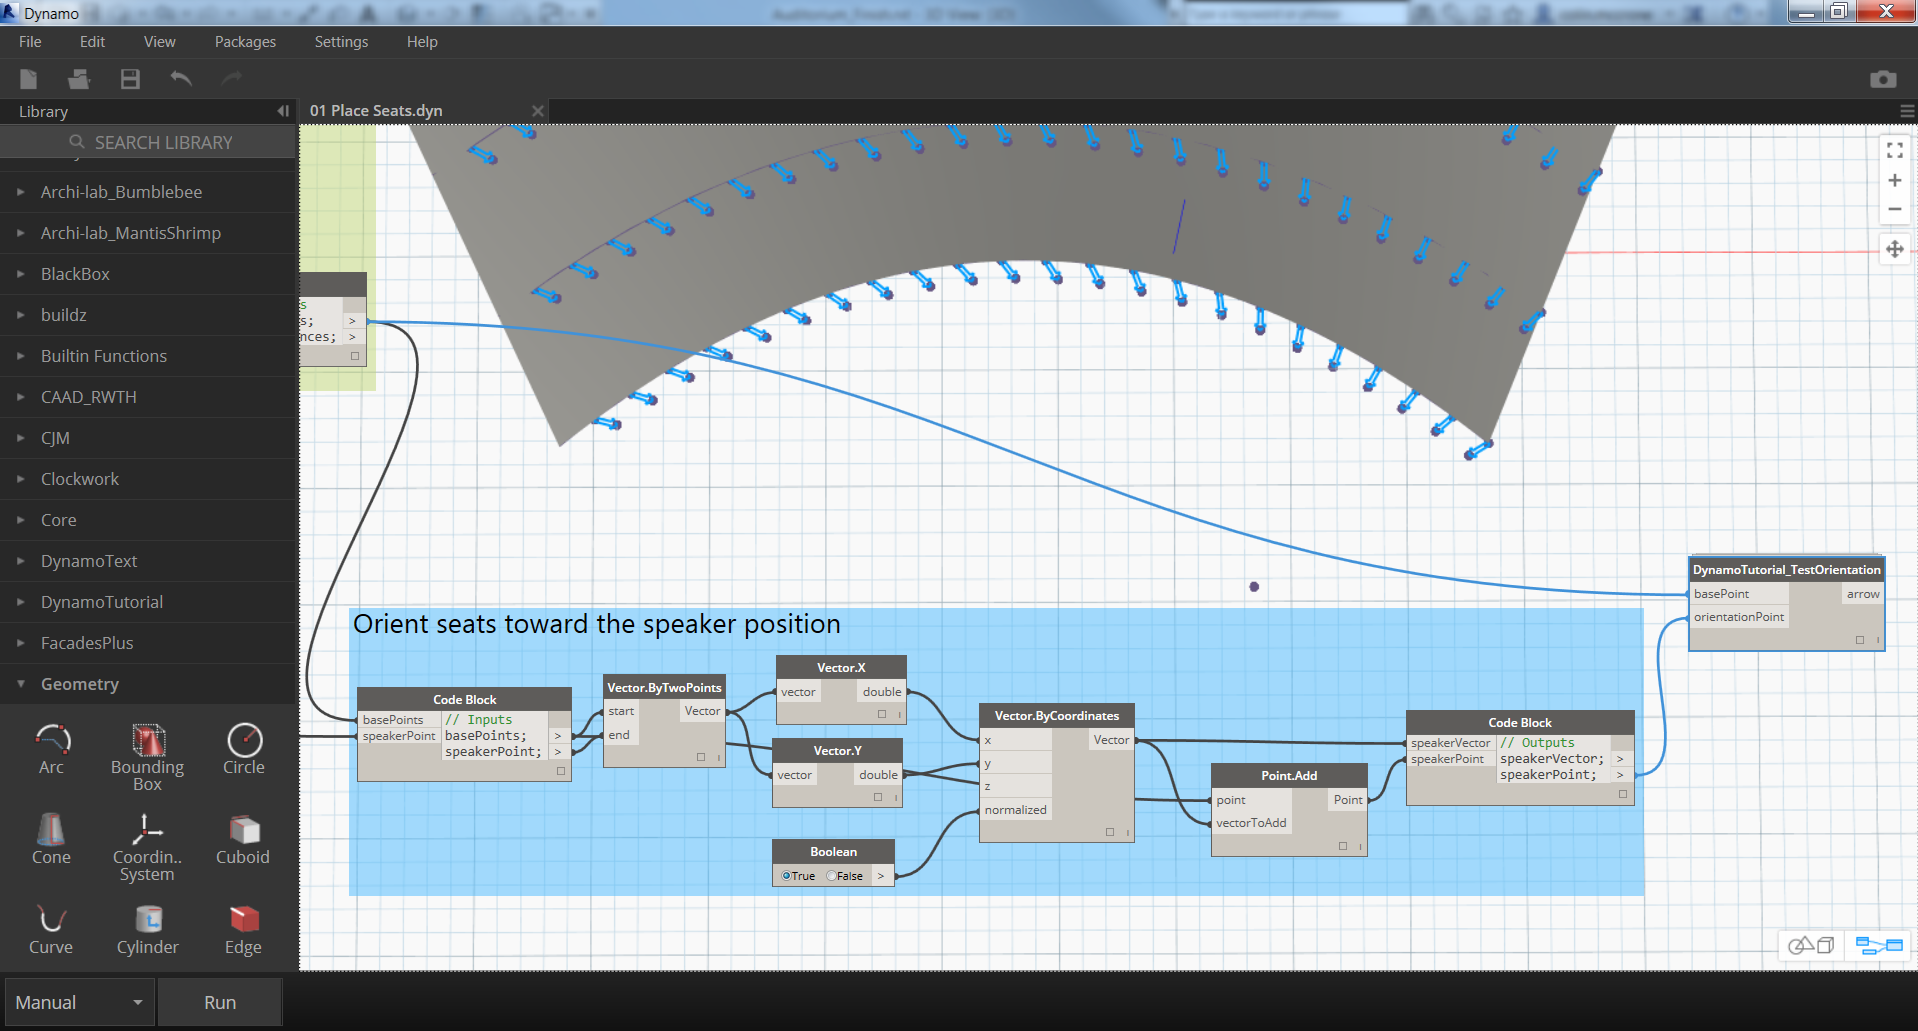 Dynamo
File Edit View Packages Settings Help
Library
01 Place Seats.dyn
SEARCH LIBRARY
Archi-lab_Bumblebee
Archi-lab_MantisShrimp
BlackBox
buildz
Builtin Functions
CAAD_RWTH
CJM
Clockwork
Core
DynamoText
DynamoTutorial
FacadesPlus
Geometry
Arc
Bounding
Box
Circle
Cone
Coordin..
System
Cuboid
Curve
Cylinder
Edge
Manual
Run
s
s; >
nces; >
Orient seats toward the speaker position
Code Block
basePoints // Inputs
speakerPoint basePoints; >
speakerPoint; >
Vector.ByTwoPoints
start Vector
end
Vector.X
vector double
Vector.Y
vector double
Boolean
True False >
Vector.ByCoordinates
x Vector
y
z
normalized
Point.Add
point Point
vectorToAdd
Code Block
speakerVector // Outputs
speakerPoint speakerVector; >
speakerPoint; >
DynamoTutorial_TestOrientation
basePoint arrow
orientationPoint